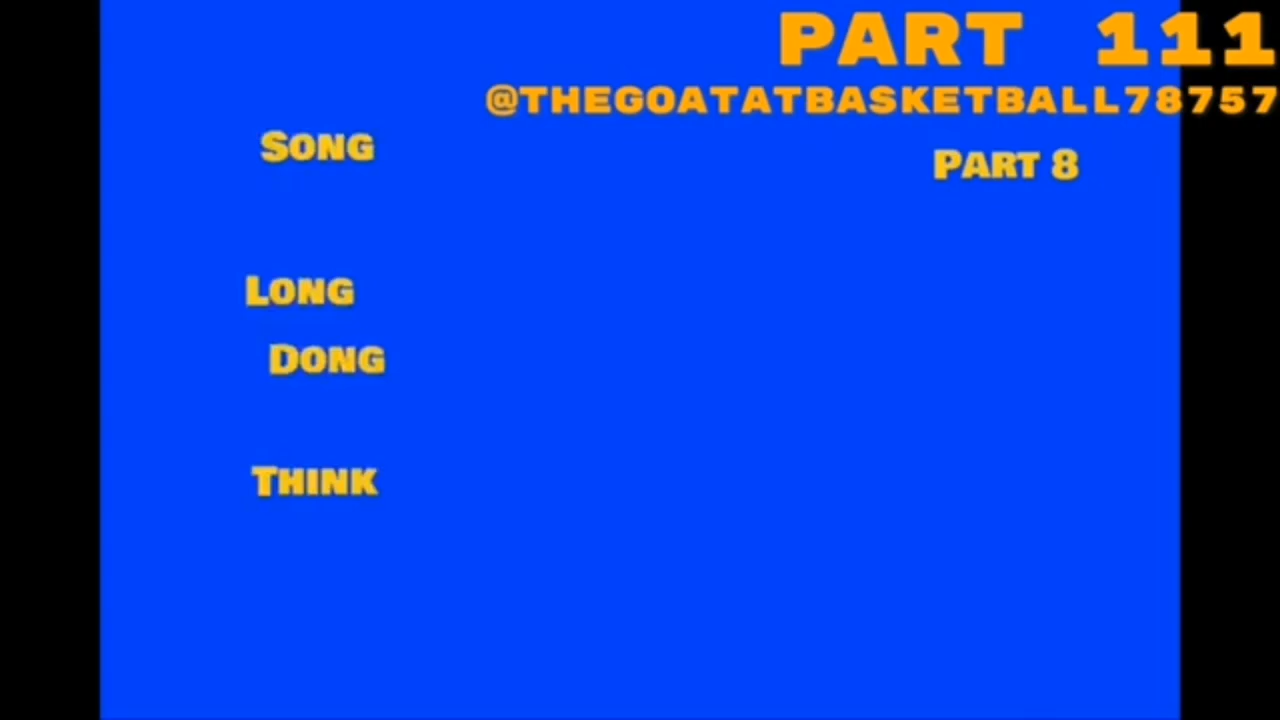 PART 111
@THEGOATATBASKETBALL78757
SONG
PART 8
LONG
DONG
THINK